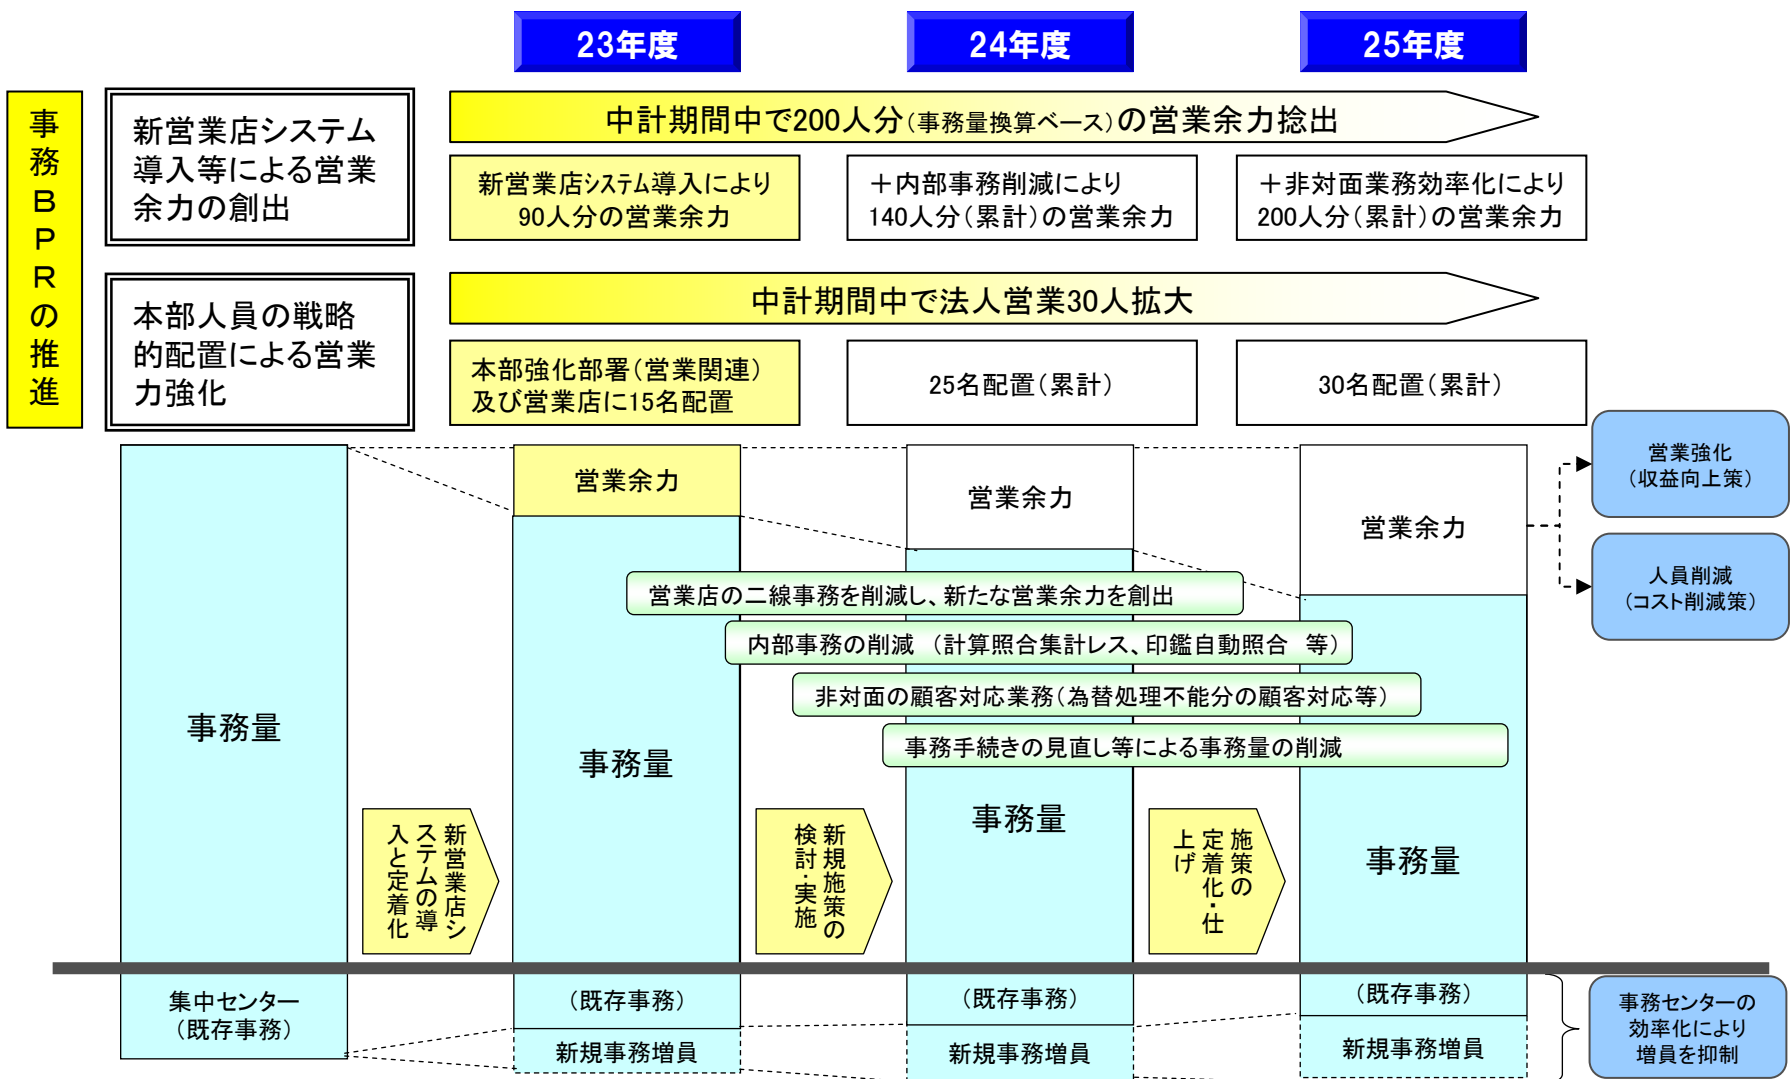 23年度
24年度
25年度
事務BPRの推進
新営業店システム
導入等による営業
余力の創出
中計期間中で200人分(事務量換算ベース)の営業余力捻出
新営業店システム導入により
90人分の営業余力
＋内部事務削減により
140人分(累計)の営業余力
＋非対面業務効率化により
200人分(累計)の営業余力
本部人員の戦略
的配置による営業
力強化
中計期間中で法人営業30人拡大
本部強化部署(営業関連)
及び営業店に15名配置
25名配置(累計)
30名配置(累計)
営業余力
営業余力
営業余力
営業強化
(収益向上策)
人員削減
(コスト削減策)
営業店の二線事務を削減し、新たな営業余力を創出
内部事務の削減　(計算照合集計レス、印鑑自動照合　等)
非対面の顧客対応業務(為替処理不能分の顧客対応等)
事務手続きの見直し等による事務量の削減
事務量
事務量
事務量
事務量
新営業店シ
ステムの導
入と定着化
新規施策の
検討・実施
施策の
定着化・仕
上げ
集中センター
(既存事務)
(既存事務)
(既存事務)
(既存事務)
新規事務増員
新規事務増員
新規事務増員
事務センターの
効率化により
増員を抑制